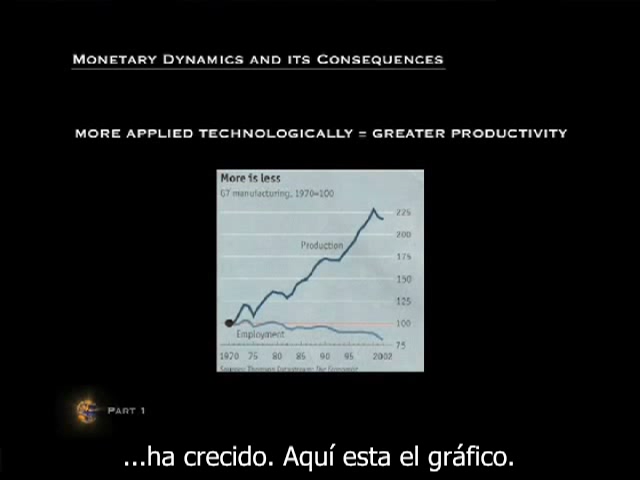 MONETARY DYNAMICS AND ITS CONSEQUENCES
MORE APPLIED TECHNOLOGICALLY = GREATER PRODUCTIVITY
More is less
G7 manufacturing, 1970=100
225
Production
200
175
150
125
100
Employment
75
1970 75 80 85 90 95 2002
PART 1
...ha crecido. Aquí esta el gráfico.